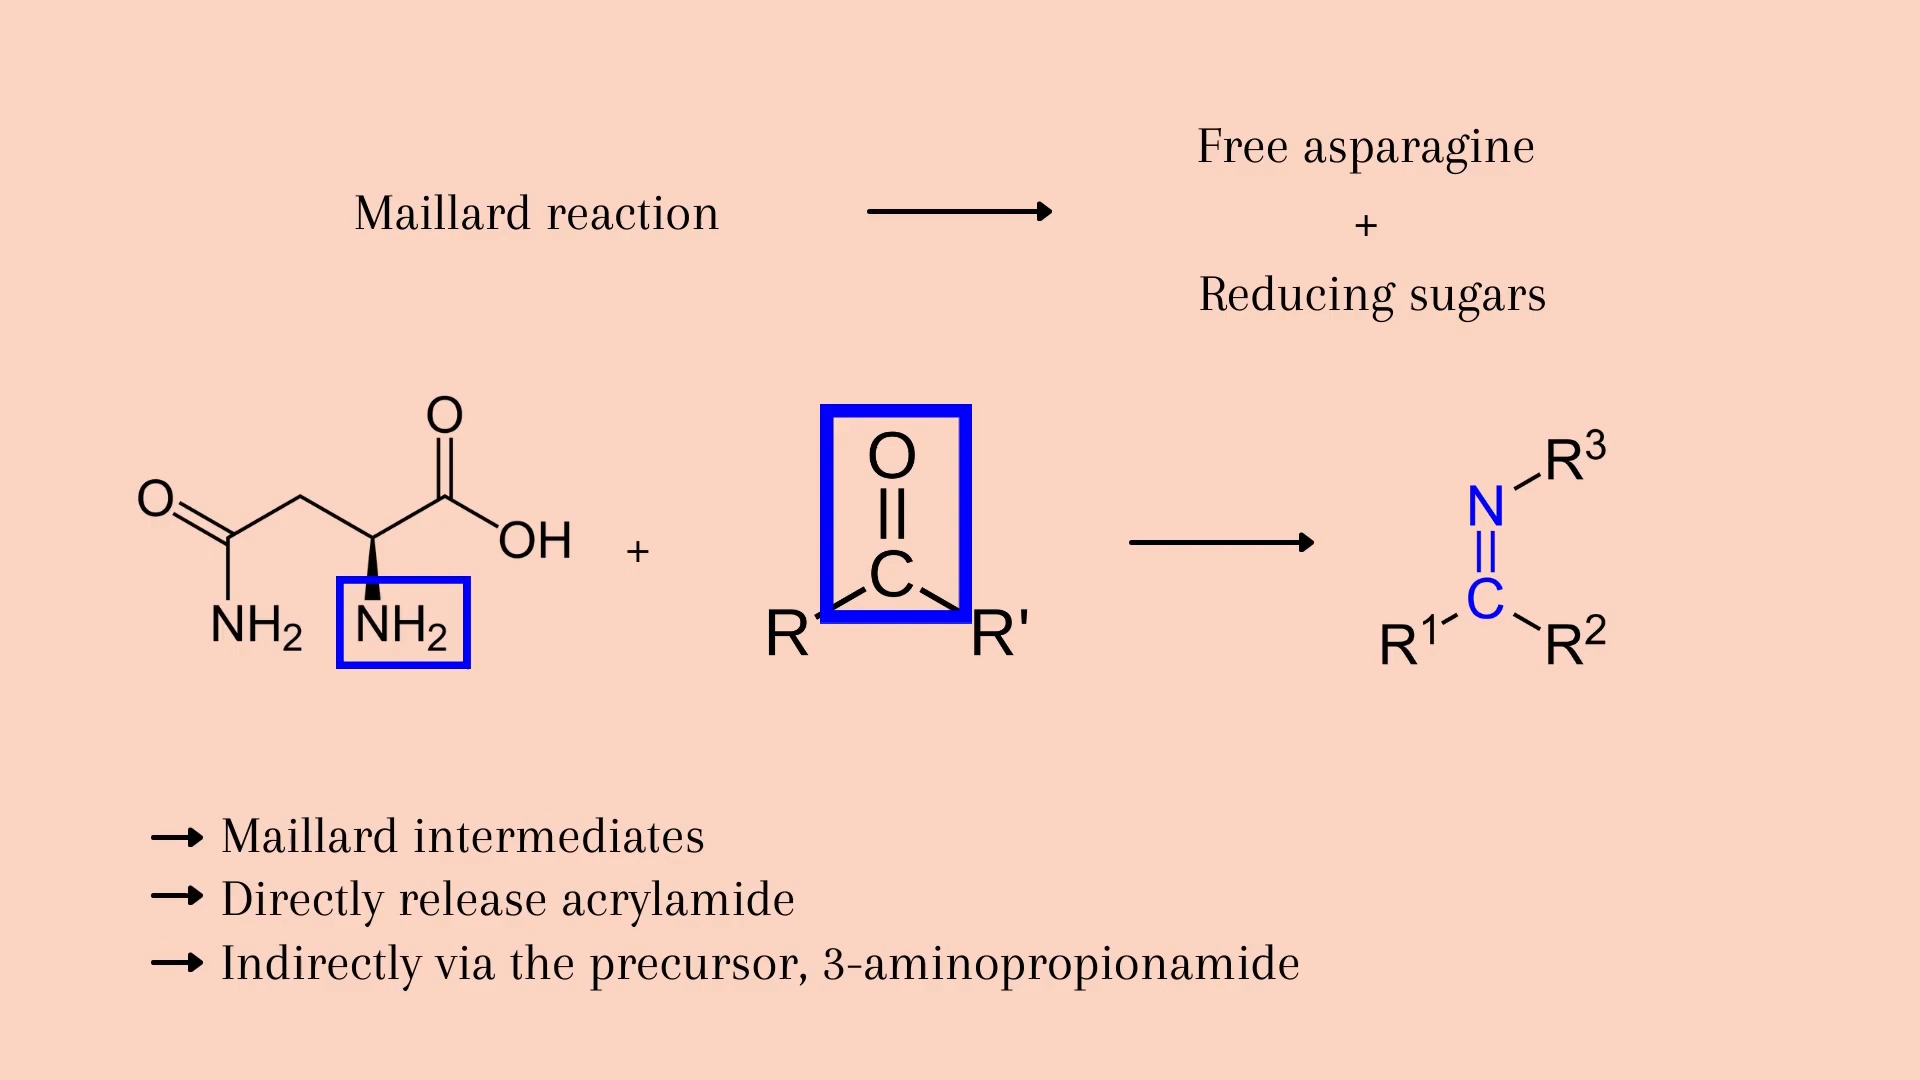 Free asparagine
Maillard reaction
+
Reducing sugars
O
O
OH
NH2
NH2
+
O
C
R
R'
R3
N
C
R1
R2
Maillard intermediates
Directly release acrylamide
Indirectly via the precursor, 3-aminopropionamide